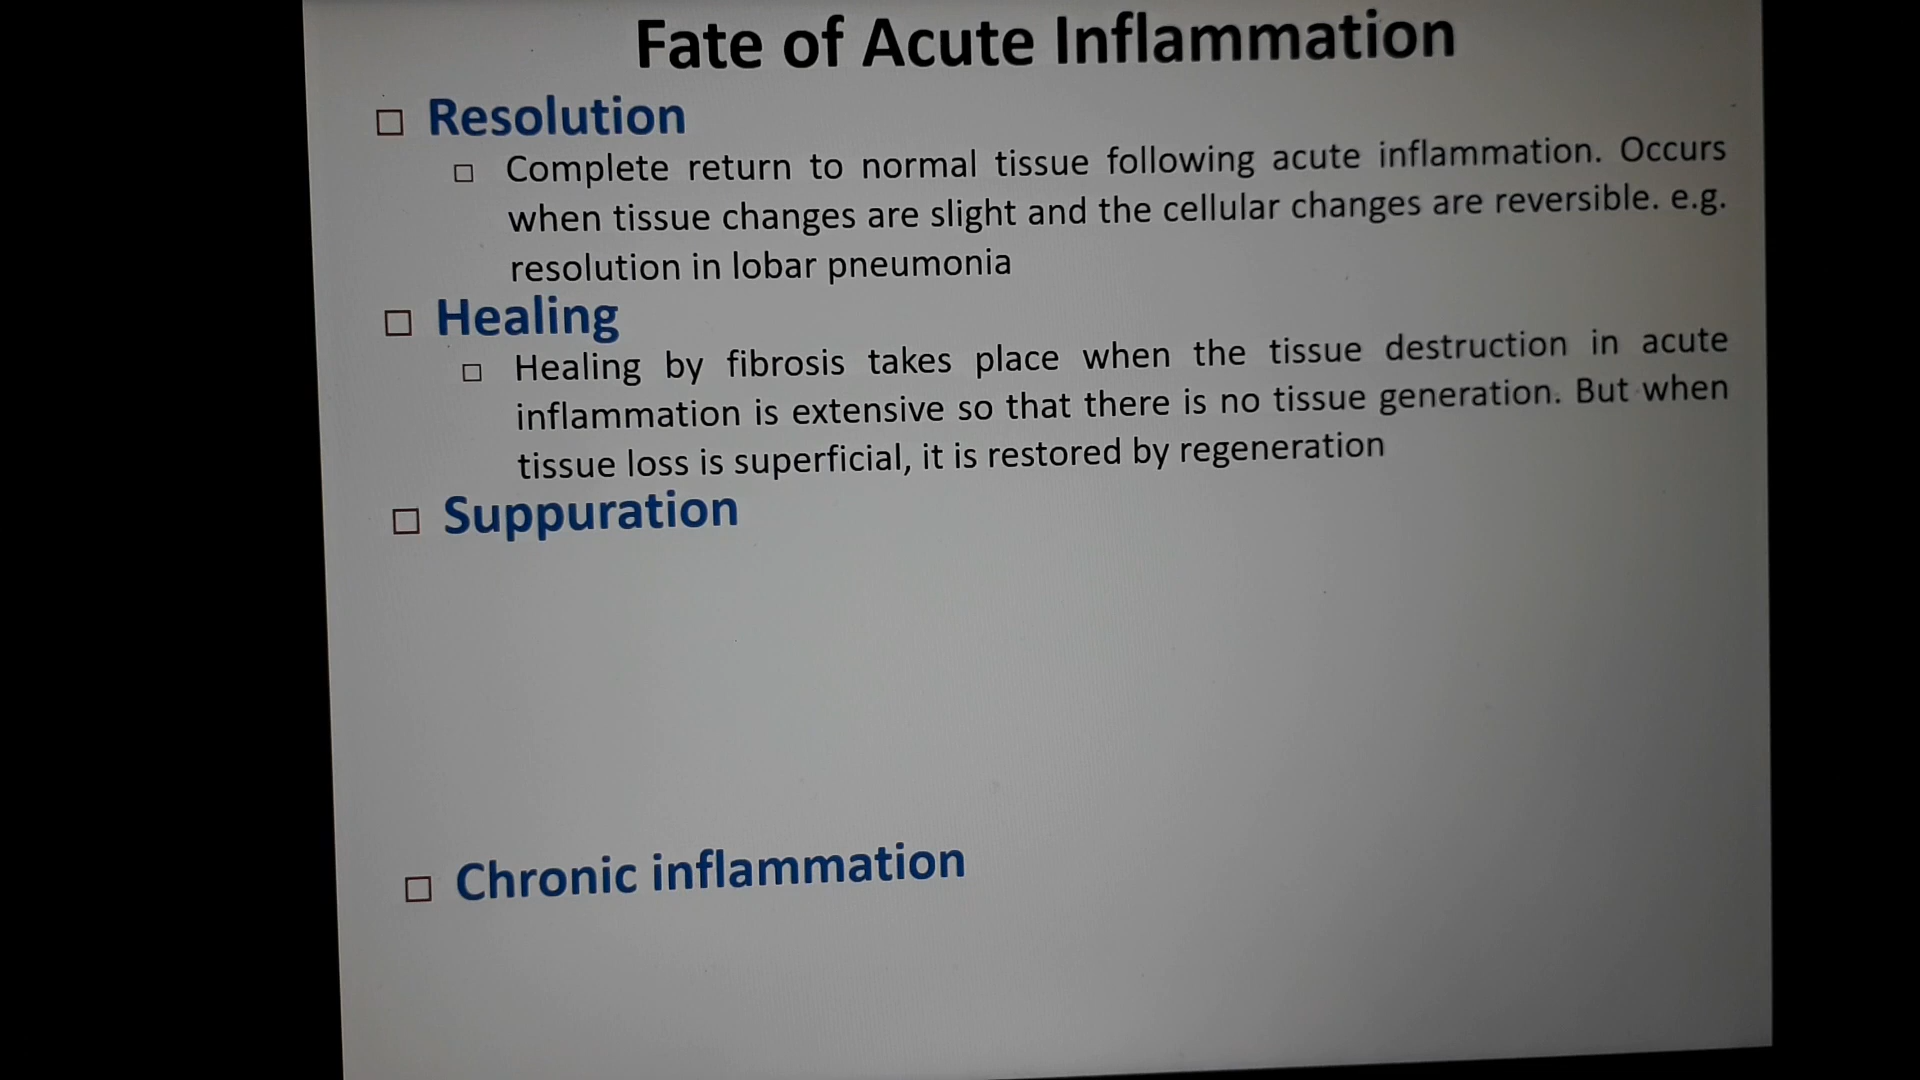 Fate of Acute Inflammation
Resolution
Complete return to normal tissue following acute inflammation. Occurs
when tissue changes are slight and the cellular changes are reversible. e.g.
resolution in lobar pneumonia
Healing
Healing by fibrosis takes place when the tissue destruction in acute
inflammation is extensive so that there is no tissue generation. But when
tissue loss is superficial, it is restored by regeneration
Suppuration
Chronic inflammation